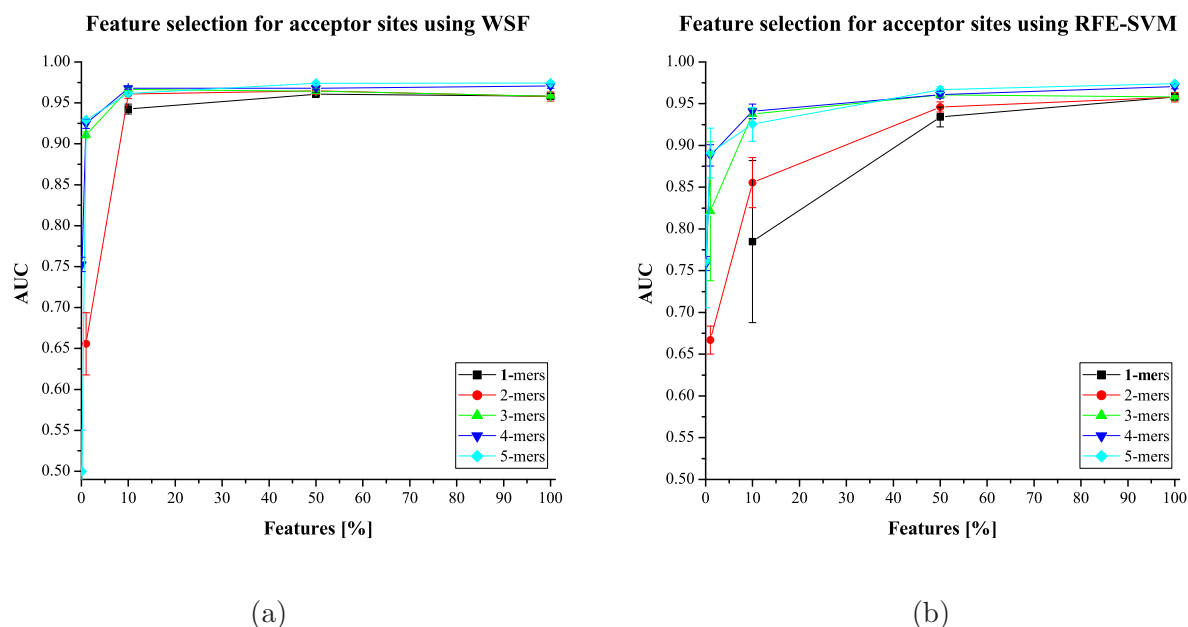 Feature selection for acceptor sites using WSF
1.00
0.95
0.90
0.85
0.80
0.75
0.70
0.65
0.60
0.55
0.50
AUC
1-mers
2-mers
3-mers
4-mers
5-mers
0 10 20 30 40 50 60 70 80 90 100
Features [%]
(a)
Feature selection for acceptor sites using RFE-SVM
1.00
0.95
0.90
0.85
0.80
0.75
0.70
0.65
0.60
0.55
0.50
AUC
1-mers
2-mers
3-mers
4-mers
5-mers
0 10 20 30 40 50 60 70 80 90 100
Features [%]
(b)